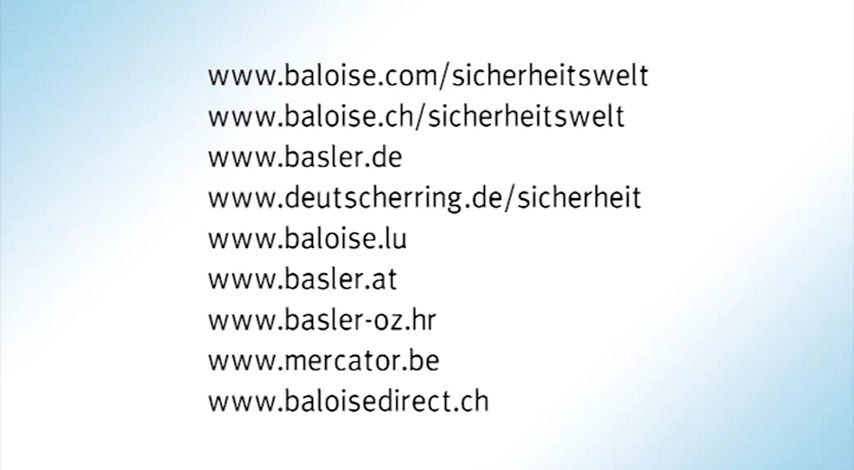 www.baloise.com/sicherheitswelt
www.baloise.ch/sicherheitswelt
www.basler.de
www.deutscherring.de/sicherheit
www.baloise.lu
www.basler.at
www.basler-oz.hr
www.mercator.be
www.baloisedirect.ch